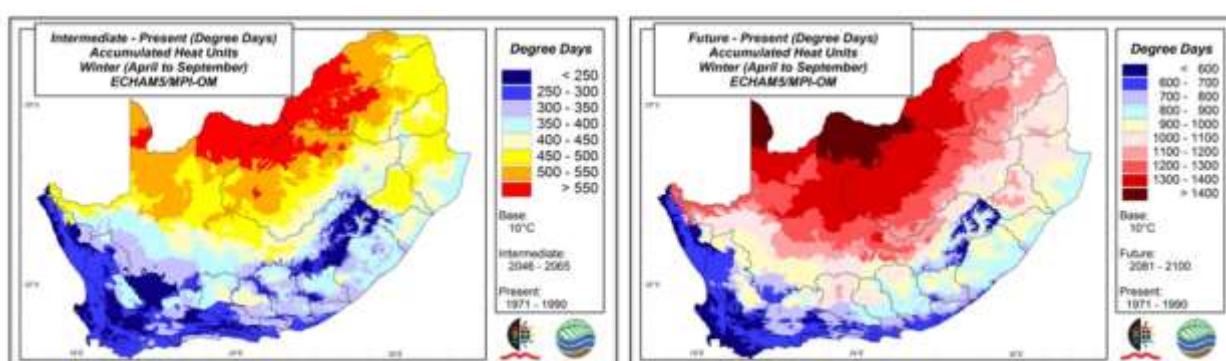 Intermediate - Present (Degree Days)
Accumulated Heat Units
Winter (April to September)
ECHAM5/MPI-OM
Degree Days
< 250
250 - 300
300 - 350
350 - 400
400 - 450
450 - 500
500 - 550
> 550
Base:
10°C
Intermediate:
2046 - 2065
Present:
1971 - 1990
Future - Present (Degree Days)
Accumulated Heat Units
Winter (April to September)
ECHAM5/MPI-OM
Degree Days
< 600
600 - 700
700 - 800
800 - 900
900 - 1000
1000 - 1100
1100 - 1200
1200 - 1300
1300 - 1400
> 1400
Base:
10°C
Future:
2081 - 2100
Present:
1971 - 1990